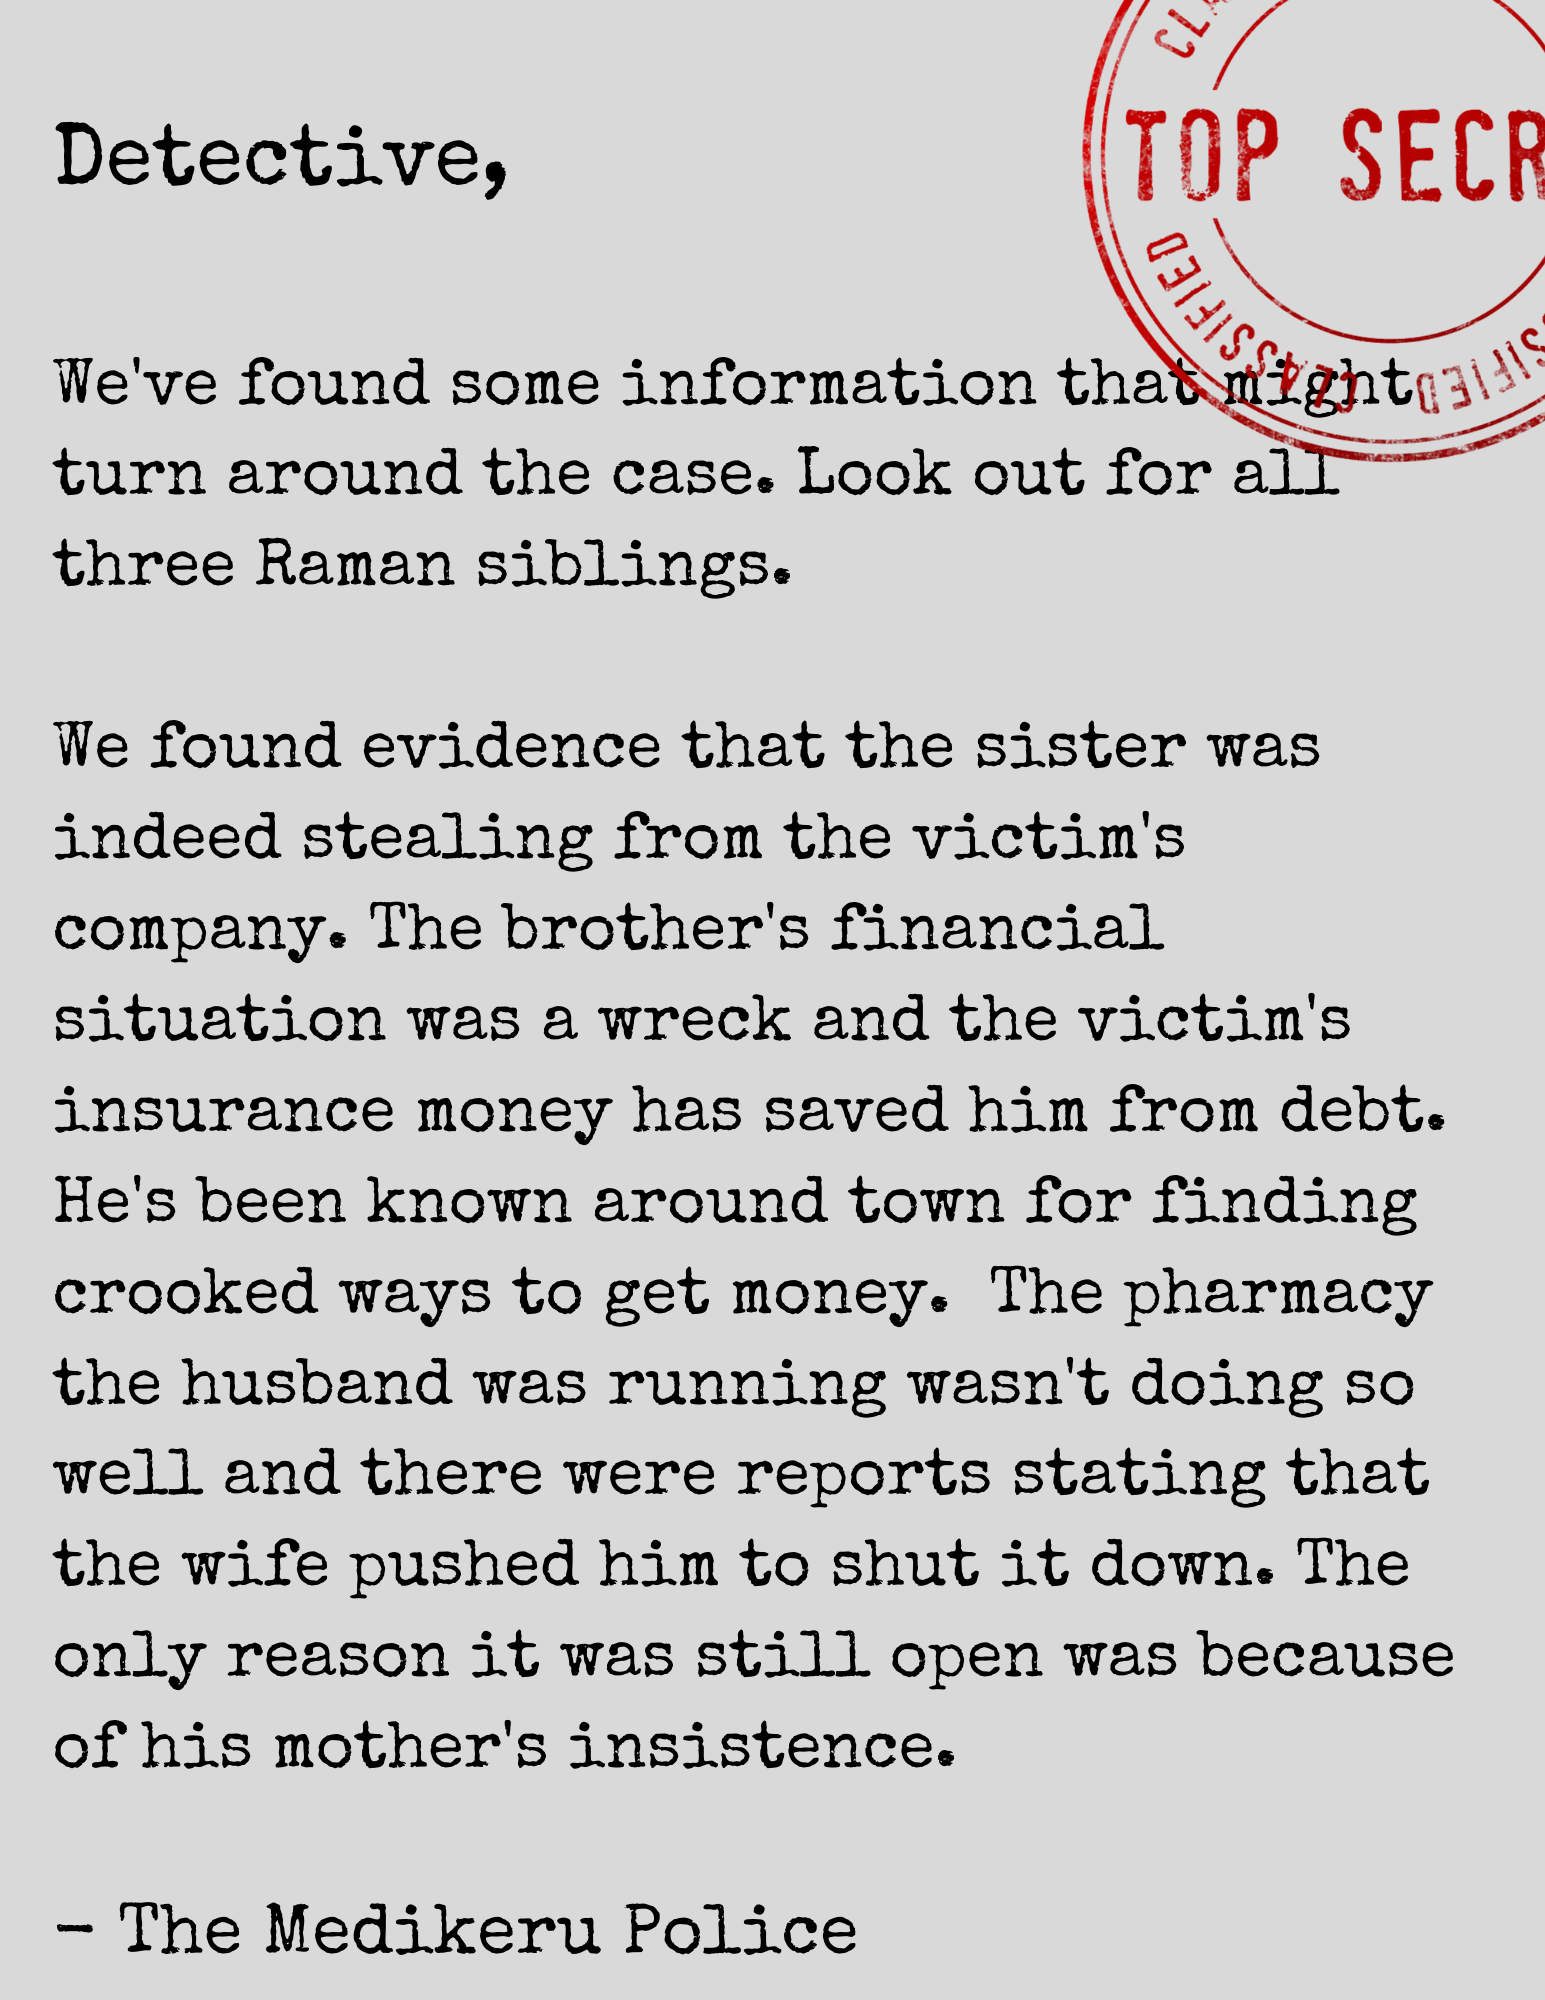 CLA
TOP SECR
CLASSIFIED
SIFIED
Detective,
We've found some information that might
turn around the case. Look out for all
three Raman siblings.
We found evidence that the sister was
indeed stealing from the victim's
company. The brother's financial
situation was a wreck and the victim's
insurance money has saved him from debt.
He's been known around town for finding
crooked ways to get money.  The pharmacy
the husband was running wasn't doing so
well and there were reports stating that
the wife pushed him to shut it down. The
only reason it was still open was because
of his mother's insistence.
- The Medikeru Police